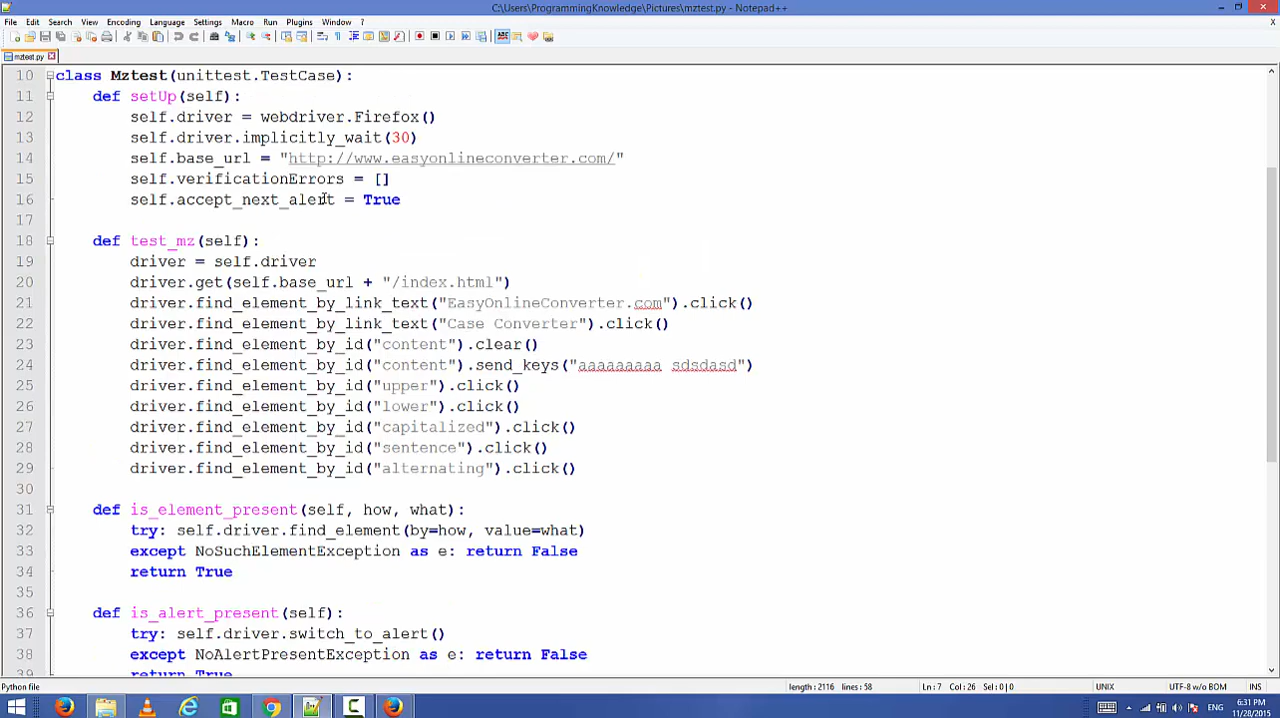 C:\Users\ProgrammingKnowledge\Pictures\mztest.py - Notepad++
File Edit Search View Encoding Language Settings Macro Run Plugins Window ? X
mztest.py
10 class Mztest(unittest.TestCase):
11 def setUp(self):
12 self.driver = webdriver.Firefox()
13 self.driver.implicitly_wait(30)
14 self.base_url = "http://www.easyonlineconverter.com/"
15 self.verificationErrors = []
16 self.accept_next_alert = True
17
18 def test_mz(self):
19 driver = self.driver
20 driver.get(self.base_url + "/index.html")
21 driver.find_element_by_link_text("EasyOnlineConverter.com").click()
22 driver.find_element_by_link_text("Case Converter").click()
23 driver.find_element_by_id("content").clear()
24 driver.find_element_by_id("content").send_keys("aaaaaaaaa sdsdasd")
25 driver.find_element_by_id("upper").click()
26 driver.find_element_by_id("lower").click()
27 driver.find_element_by_id("capitalized").click()
28 driver.find_element_by_id("sentence").click()
29 driver.find_element_by_id("alternating").click()
30
31 def is_element_present(self, how, what):
32 try: self.driver.find_element(by=how, value=what)
33 except NoSuchElementException as e: return False
34 return True
35
36 def is_alert_present(self):
37 try: self.driver.switch_to_alert()
38 except NoAlertPresentException as e: return False
39 return True
Python file length : 2116 lines : 58 Ln : 7 Col : 26 Sel : 0 | 0 UNIX UTF-8 w/o BOM INS
ENG 6:31 PM
11/28/2015